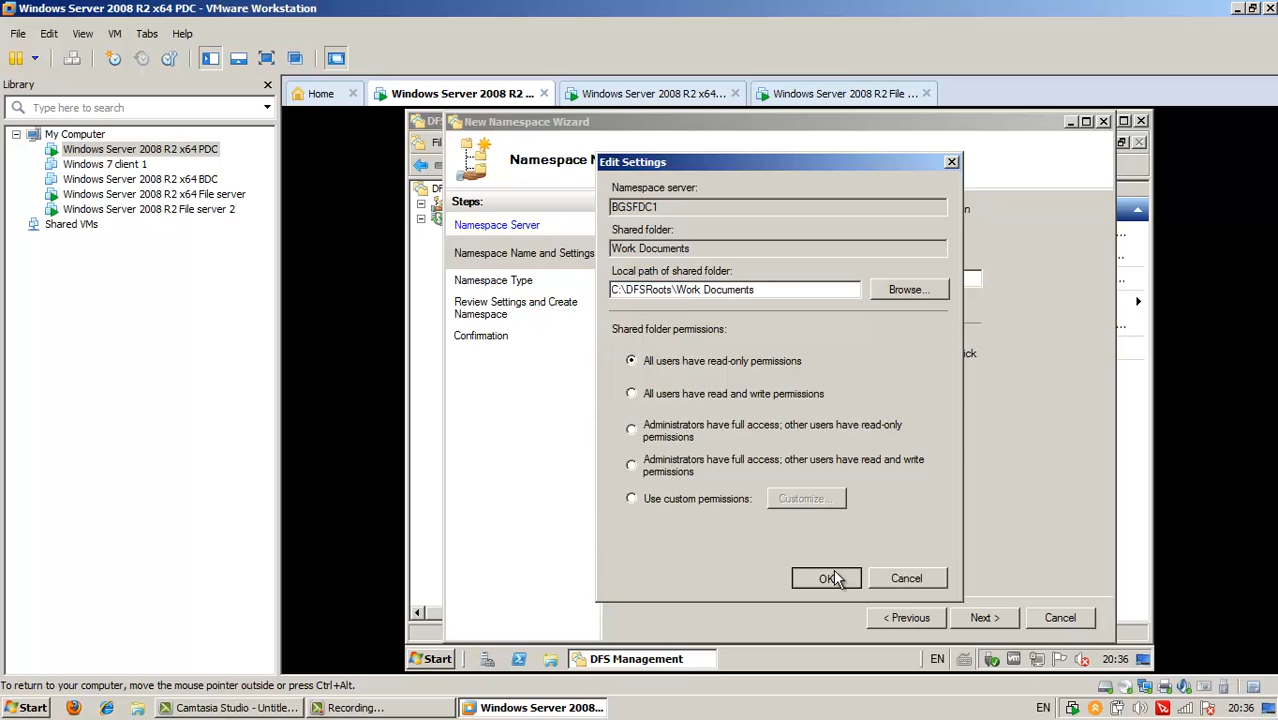 Windows Server 2008 R2 x64 PDC - VMware Workstation
File Edit View VM Tabs Help
Library
Type here to search
My Computer
Windows Server 2008 R2 x64 PDC
Windows 7 client 1
Windows Server 2008 R2 x64 BDC
Windows Server 2008 R2 x64 File server
Windows Server 2008 R2 File server 2
Shared VMs
Home
Windows Server 2008 R2 ...
Windows Server 2008 R2 x64...
Windows Server 2008 R2 File ...
New Namespace Wizard
Steps:
Namespace Server
Namespace Name and Settings
Namespace Type
Review Settings and Create
Namespace
Confirmation
Edit Settings
Namespace server:
BGSFDC1
Shared folder:
Work Documents
Local path of shared folder:
C:\DFSRoots\Work Documents
Browse...
Shared folder permissions:
All users have read-only permissions
All users have read and write permissions
Administrators have full access; other users have read-only
permissions
Administrators have full access; other users have read and write
permissions
Use custom permissions:
Customize...
OK
Cancel
< Previous
Next >
Cancel
Start
DFS Management
EN
20:36
To return to your computer, move the mouse pointer outside or press Ctrl+Alt.
Start
Camtasia Studio - Untitle...
Recording...
Windows Server 2008...
EN
20:36